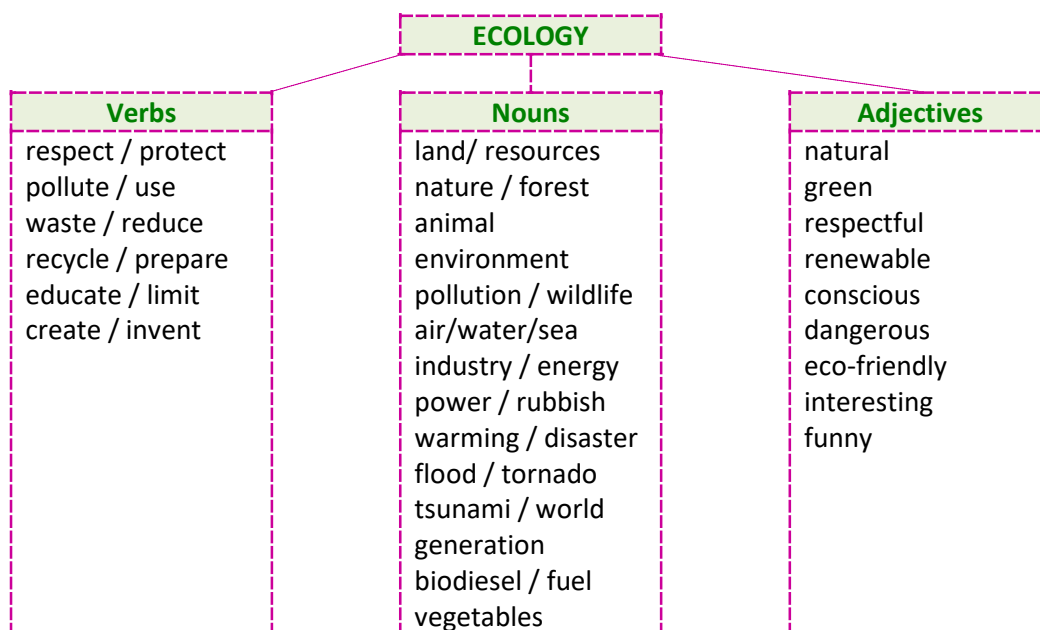 ECOLOGY
Verbs
respect / protect
pollute / use
waste / reduce
recycle / prepare
educate / limit
create / invent
Nouns
land/ resources
nature / forest
animal
environment
pollution / wildlife
air/water/sea
industry / energy
power / rubbish
warming / disaster
flood / tornado
tsunami / world
generation
biodiesel / fuel
vegetables
Adjectives
natural
green
respectful
renewable
conscious
dangerous
eco-friendly
interesting
funny